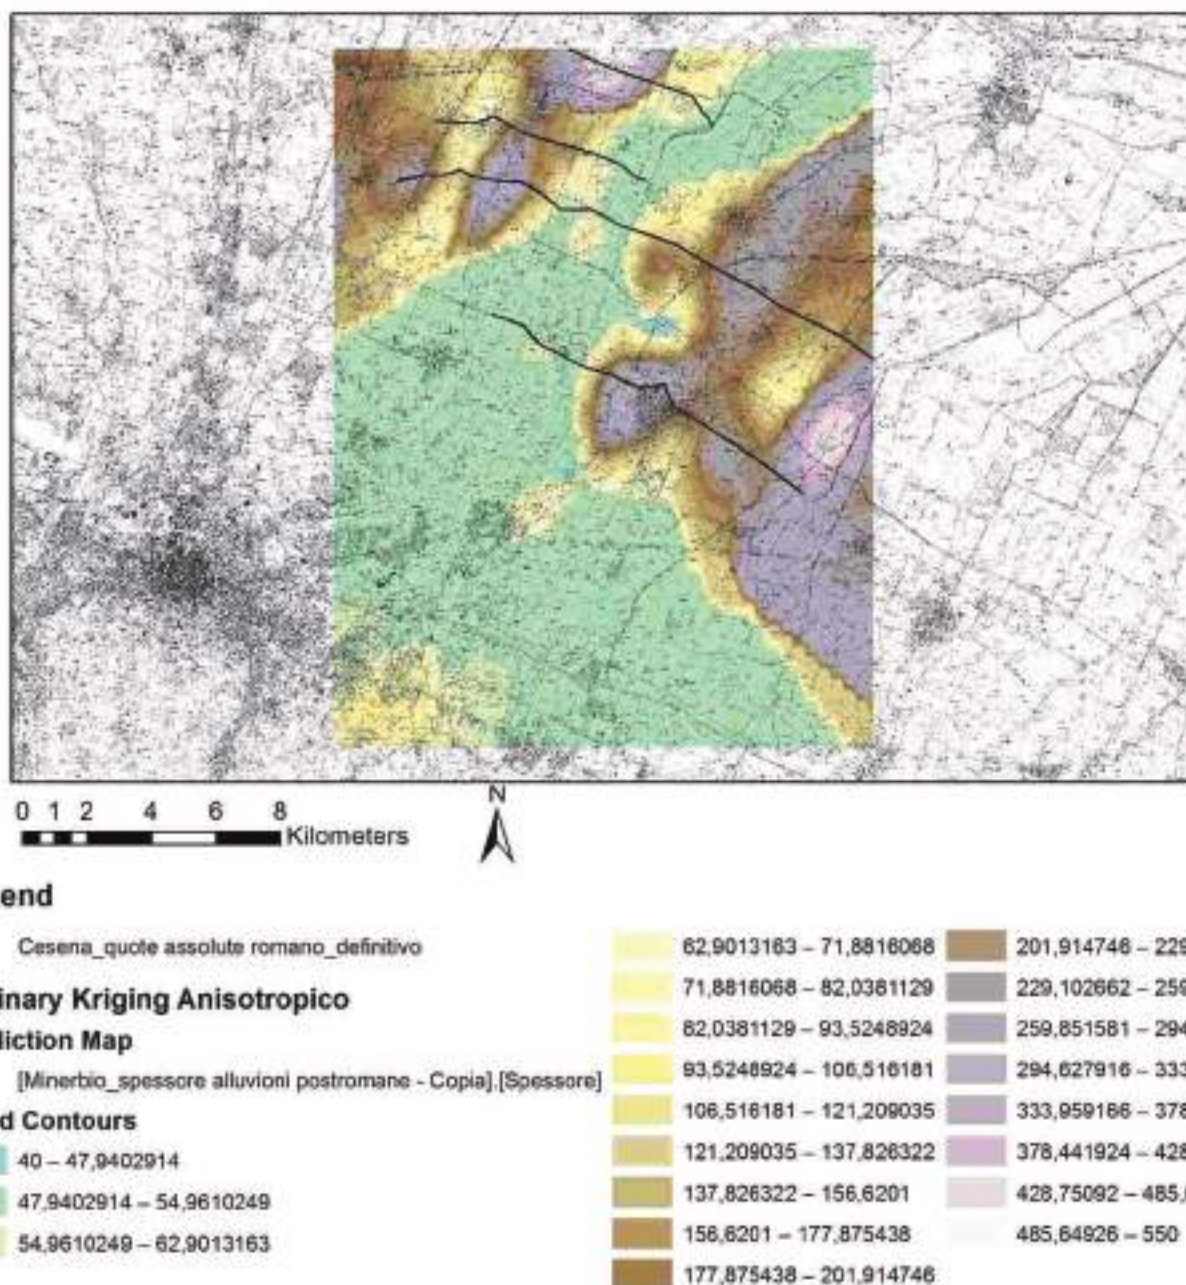 0 1 2 4 6 8
Kilometers
N
end
Cesena_quote assolute romano_definitivo
inary Kriging Anisotropico
diction Map
[Minerbio_spessore alluvioni postromane - Copia].[Spessore]
d Contours
40 – 47,9402914
47,9402914 – 54,9610249
54,9610249 – 62,9013163
62,9013163 – 71,8816068
71,8816068 – 82,0381129
82,0381129 – 93,5248924
93,5248924 – 106,516181
106,516181 – 121,209035
121,209035 – 137,826322
137,826322 – 156,6201
156,6201 – 177,875438
177,875438 – 201,914746
201,914746 – 229
229,102662 – 259
259,851581 – 294
294,627916 – 333
333,959166 – 378
378,441924 – 428
428,75092 – 485,
485,64926 – 550